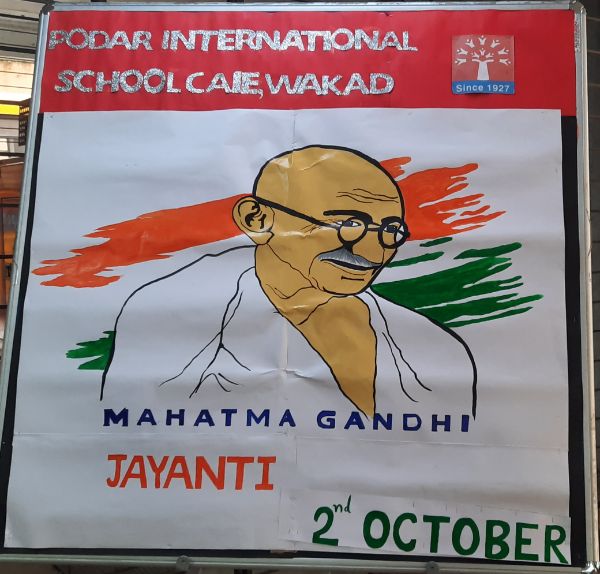 PODAR INTERNATIONAL
SCHOOL CAIE, WAKAD
Since 1927
MAHATMA GANDHI
JAYANTI
2nd OCTOBER